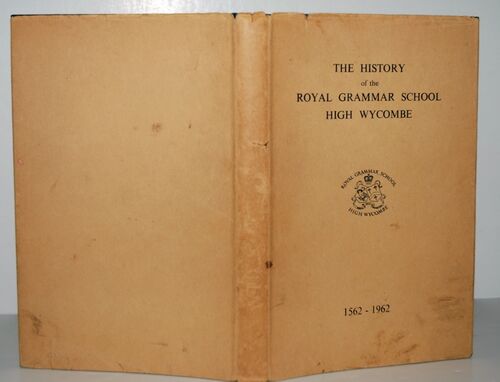 THE HISTORY
of the
ROYAL GRAMMAR SCHOOL
HIGH WYCOMBE
ROYAL GRAMMAR SCHOOL
HIGH WYCOMBE
1562 - 1962